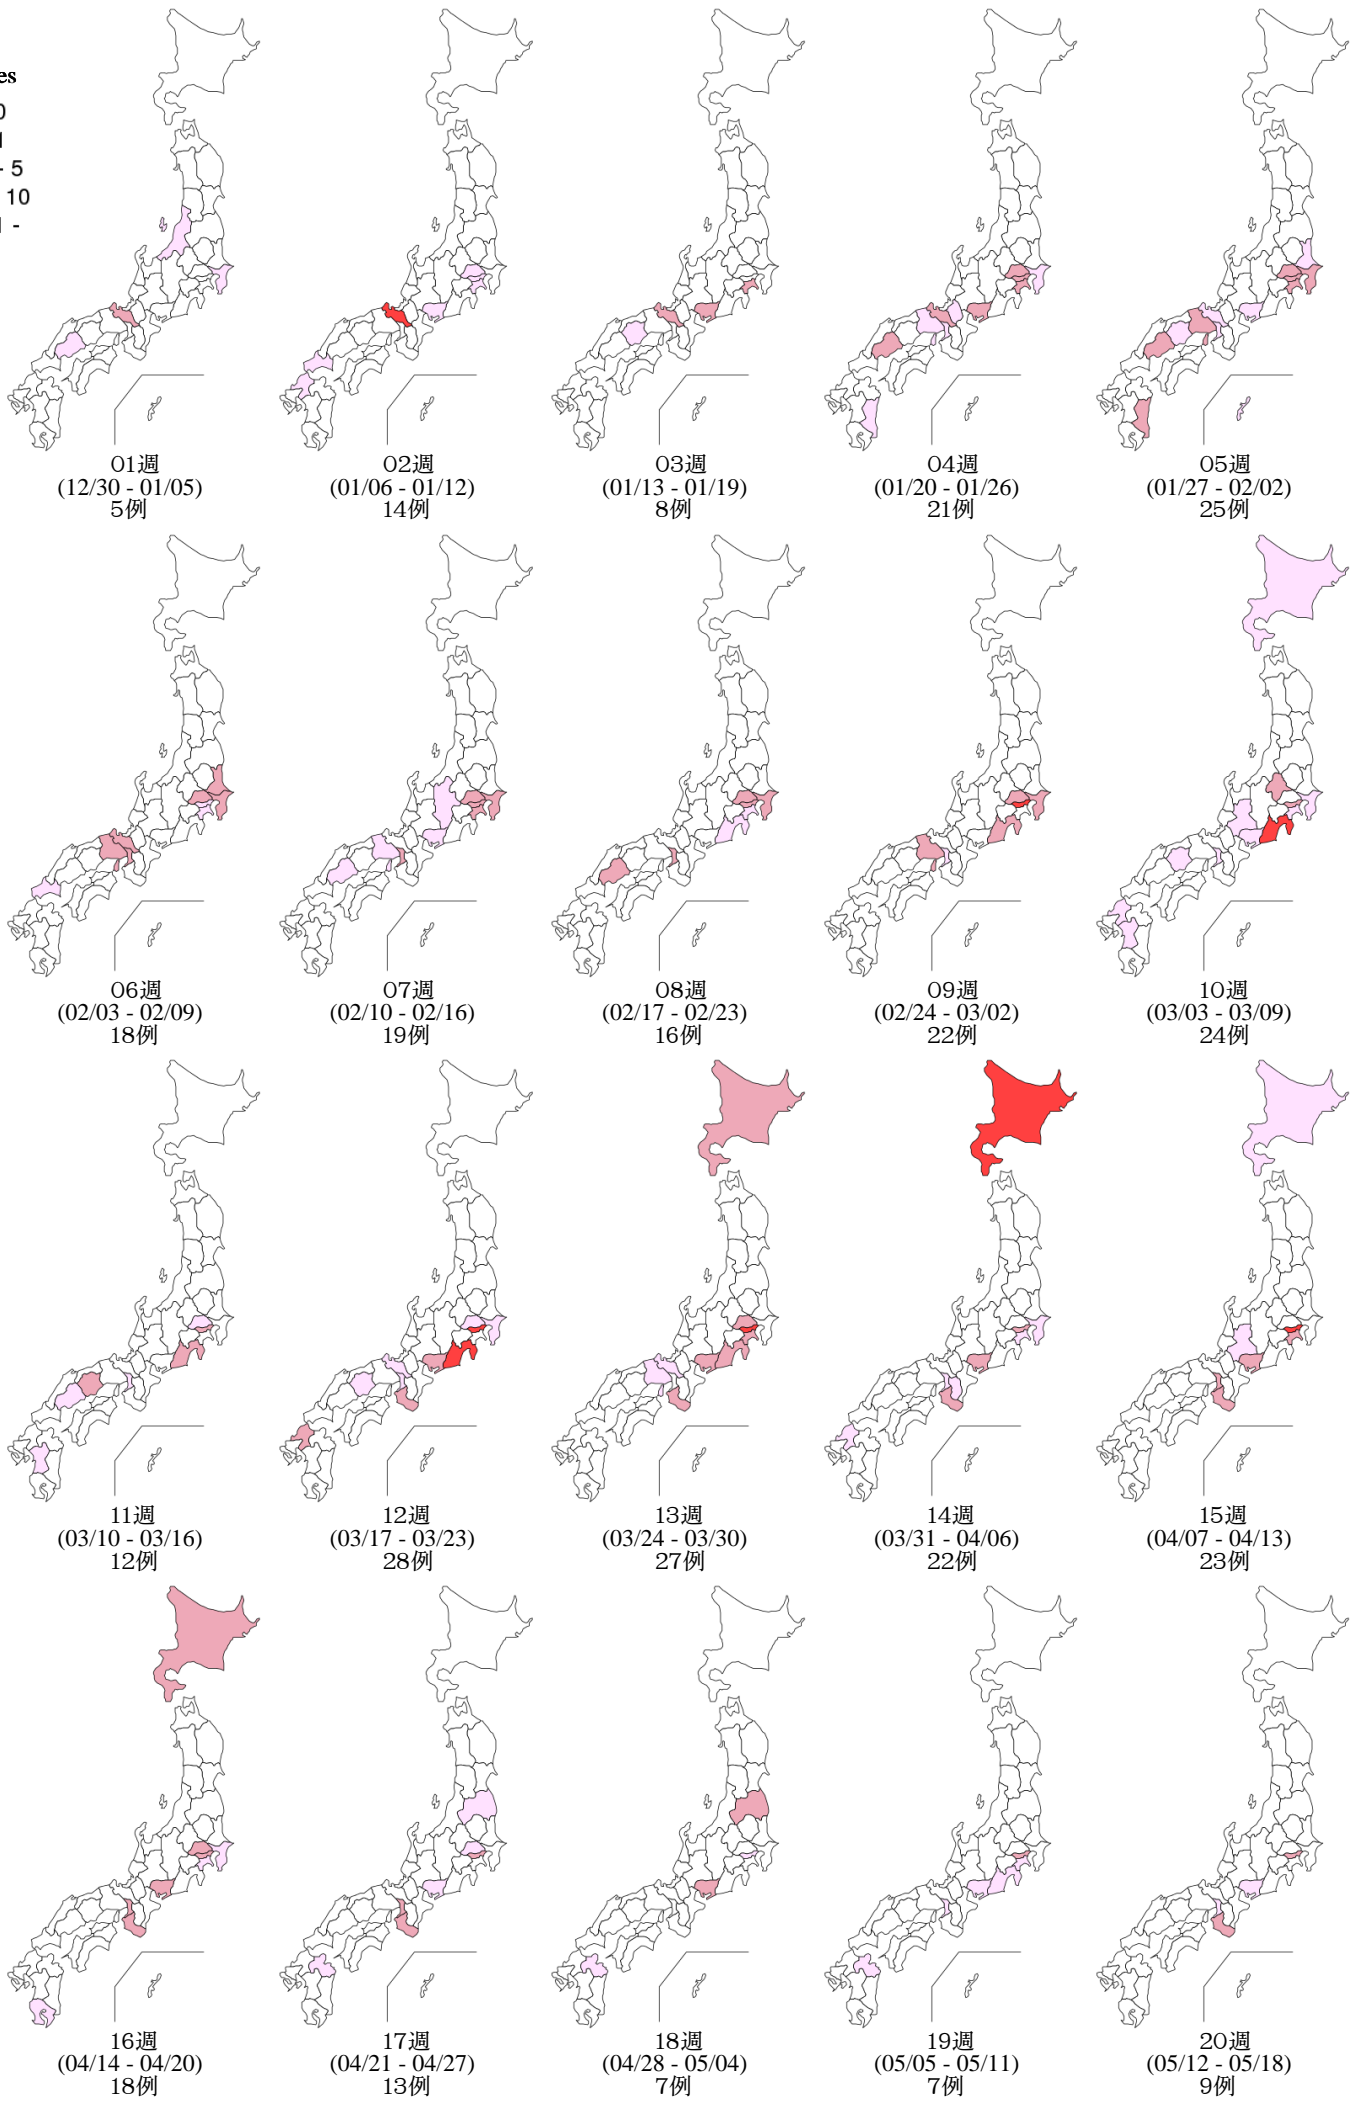 es
0
1
- 5
10
-
01週
(12/30 - 01/05)
5例
02週
(01/06 - 01/12)
14例
03週
(01/13 - 01/19)
8例
04週
(01/20 - 01/26)
21例
05週
(01/27 - 02/02)
25例
06週
(02/03 - 02/09)
18例
07週
(02/10 - 02/16)
19例
08週
(02/17 - 02/23)
16例
09週
(02/24 - 03/02)
22例
10週
(03/03 - 03/09)
24例
11週
(03/10 - 03/16)
12例
12週
(03/17 - 03/23)
28例
13週
(03/24 - 03/30)
27例
14週
(03/31 - 04/06)
22例
15週
(04/07 - 04/13)
23例
16週
(04/14 - 04/20)
18例
17週
(04/21 - 04/27)
13例
18週
(04/28 - 05/04)
7例
19週
(05/05 - 05/11)
7例
20週
(05/12 - 05/18)
9例